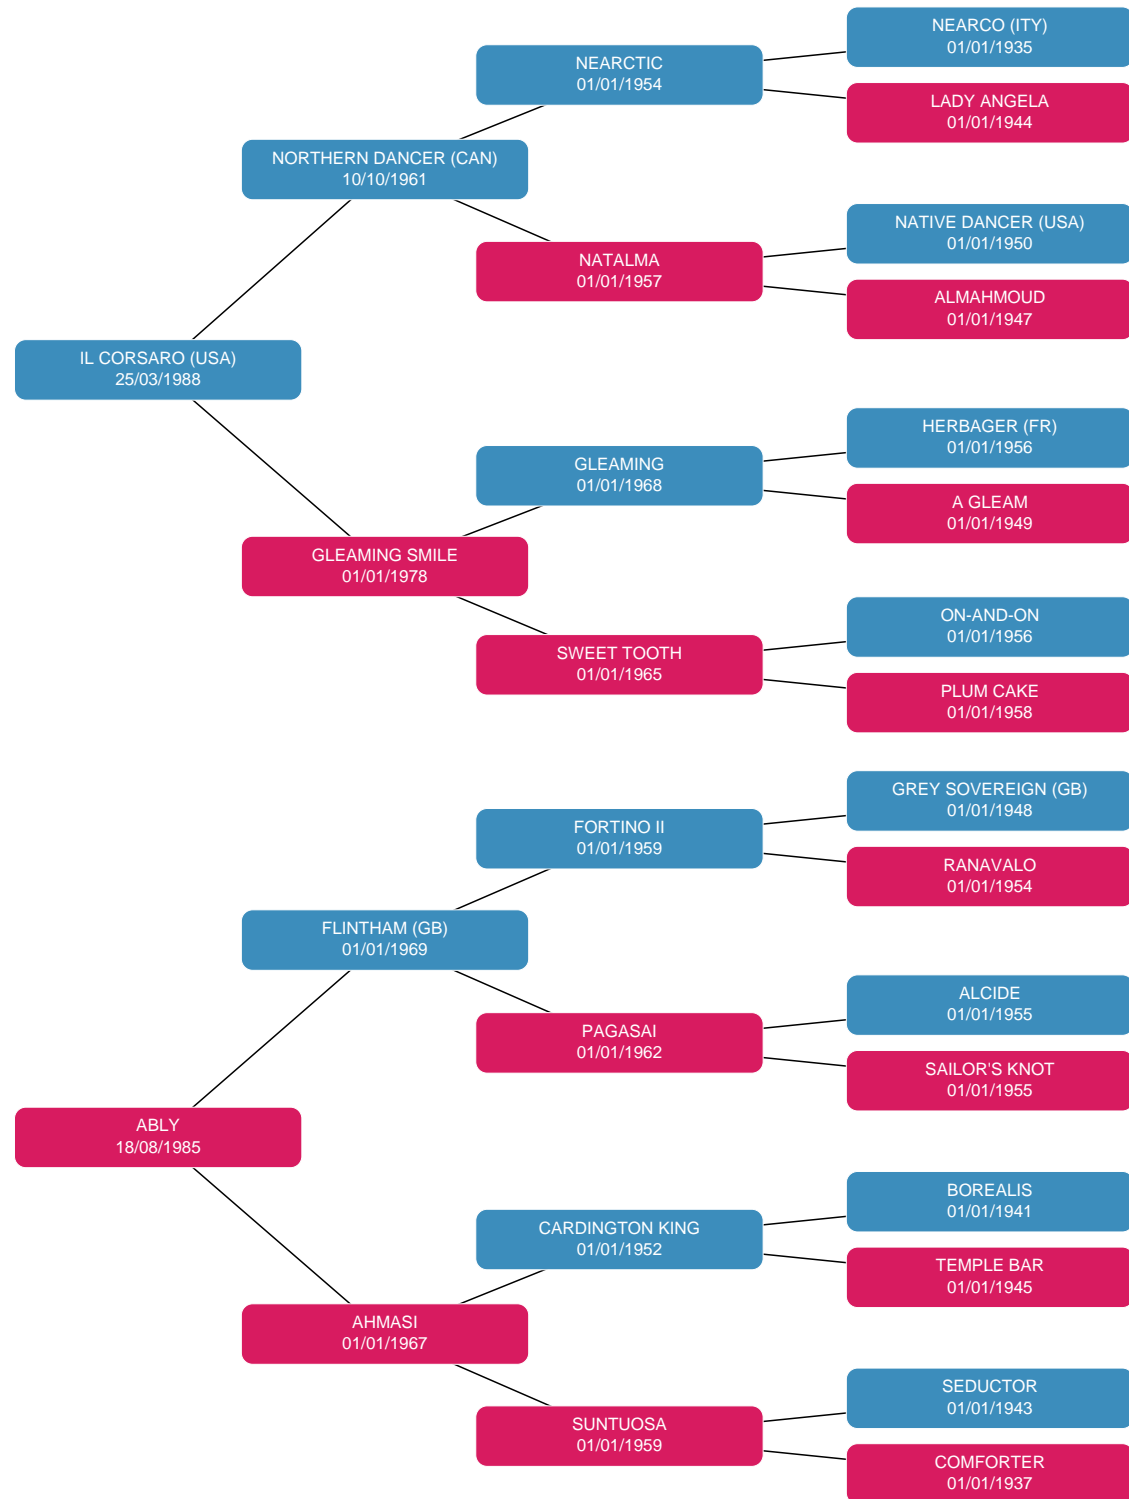 NEARCO (ITY)
01/01/1935
NEARCTIC
01/01/1954
LADY ANGELA
01/01/1944
NORTHERN DANCER (CAN)
10/10/1961
NATIVE DANCER (USA)
01/01/1950
NATALMA
01/01/1957
ALMAHMOUD
01/01/1947
IL CORSARO (USA)
25/03/1988
HERBAGER (FR)
01/01/1956
GLEAMING
01/01/1968
A GLEAM
01/01/1949
GLEAMING SMILE
01/01/1978
ON-AND-ON
01/01/1956
SWEET TOOTH
01/01/1965
PLUM CAKE
01/01/1958
GREY SOVEREIGN (GB)
01/01/1948
FORTINO II
01/01/1959
RANAVALO
01/01/1954
FLINTHAM (GB)
01/01/1969
ALCIDE
01/01/1955
PAGASAI
01/01/1962
SAILOR'S KNOT
01/01/1955
ABLY
18/08/1985
BOREALIS
01/01/1941
CARDINGTON KING
01/01/1952
TEMPLE BAR
01/01/1945
AHMASI
01/01/1967
SEDUCTOR
01/01/1943
SUNTUOSA
01/01/1959
COMFORTER
01/01/1937